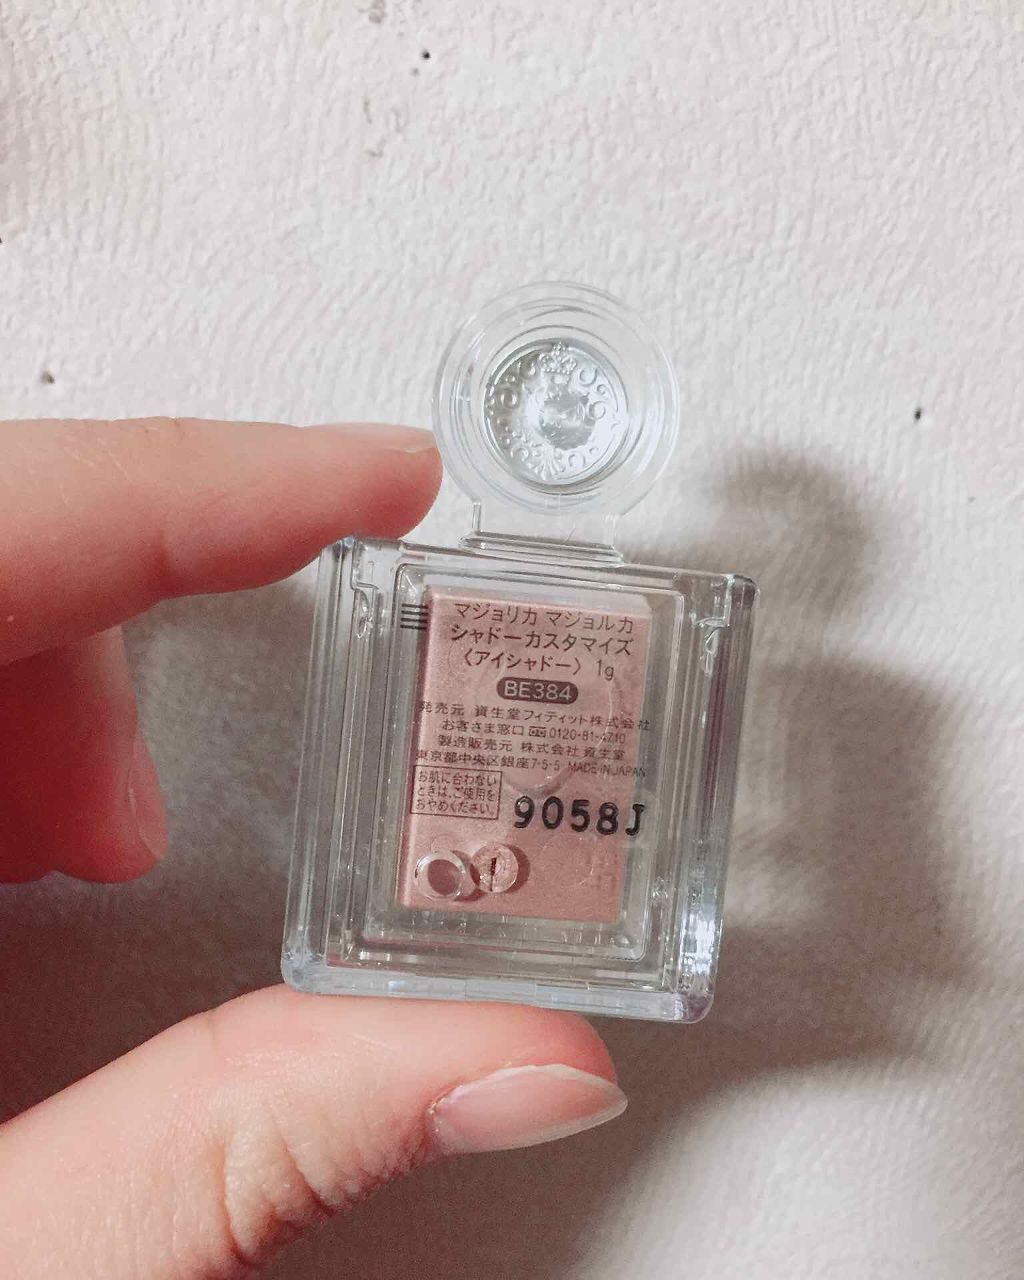 マジョリカ マジョルカ
シャドーカスタマイズ
〈アイシャドー〉 1g
BE384
発売元 資生堂フィティット株式会社
お客さま窓口 0120-81-4710
製造販売元 株式会社 資生堂
東京都中央区銀座7-5-5 MADE IN JAPAN
お肌に合わない
ときは、ご使用を
おやめください。
9058J